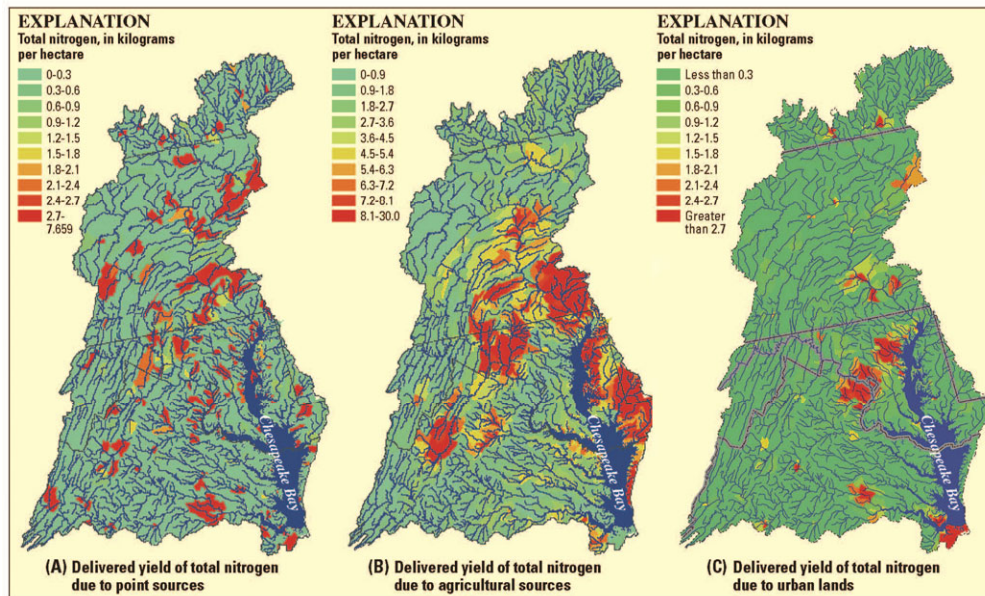 EXPLANATION
Total nitrogen, in kilograms
per hectare
0-0.3
0.3-0.6
0.6-0.9
0.9-1.2
1.2-1.5
1.5-1.8
1.8-2.1
2.1-2.4
2.4-2.7
2.7-
7.659
Chesapeake Bay
(A) Delivered yield of total nitrogen
due to point sources
EXPLANATION
Total nitrogen, in kilograms
per hectare
0-0.9
0.9-1.8
1.8-2.7
2.7-3.6
3.6-4.5
4.5-5.4
5.4-6.3
6.3-7.2
7.2-8.1
8.1-30.0
Chesapeake Bay
(B) Delivered yield of total nitrogen
due to agricultural sources
EXPLANATION
Total nitrogen, in kilograms
per hectare
Less than 0.3
0.3-0.6
0.6-0.9
0.9-1.2
1.2-1.5
1.5-1.8
1.8-2.1
2.1-2.4
2.4-2.7
Greater
than 2.7
Chesapeake Bay
(C) Delivered yield of total nitrogen
due to urban lands